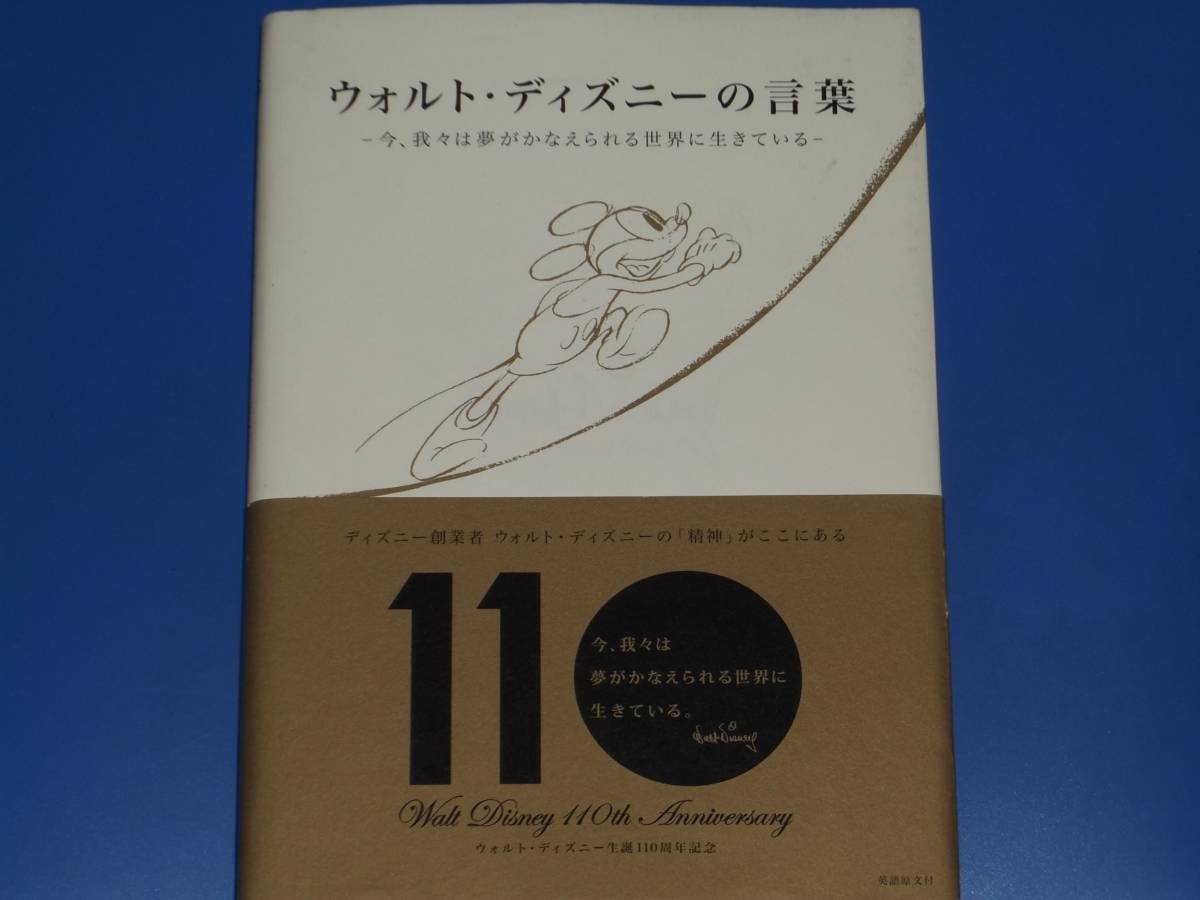 ウォルト・ディズニーの言葉
－今、我々は夢がかなえられる世界に生きている－
ディズニー創業者 ウォルト・ディズニーの「精神」がここにある
110
今、我々は
夢がかなえられる世界に
生きている。
Walt Disney
Walt Disney 110th Anniversary
ウォルト・ディズニー生誕110周年記念
英語原文付